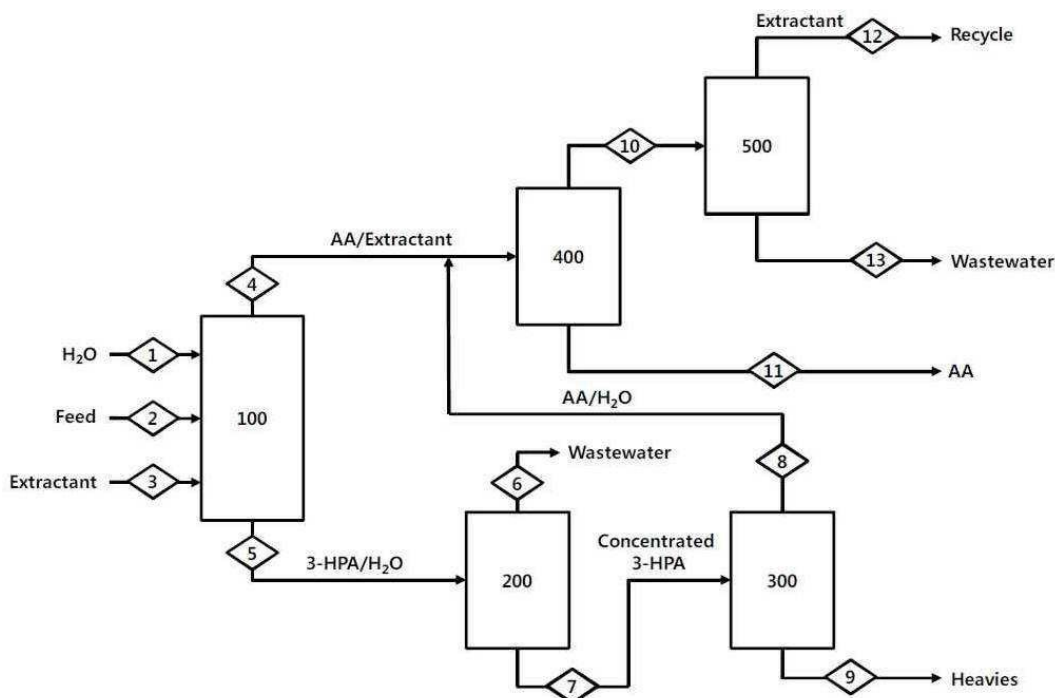 Extractant
12
Recycle
10
500
AA/Extractant
400
13
Wastewater
4
H₂O
1
11
AA
AA/H₂O
Feed
2
100
Wastewater
8
Extractant
3
6
5
3-HPA/H₂O
Concentrated
3-HPA
200
300
7
9
Heavies